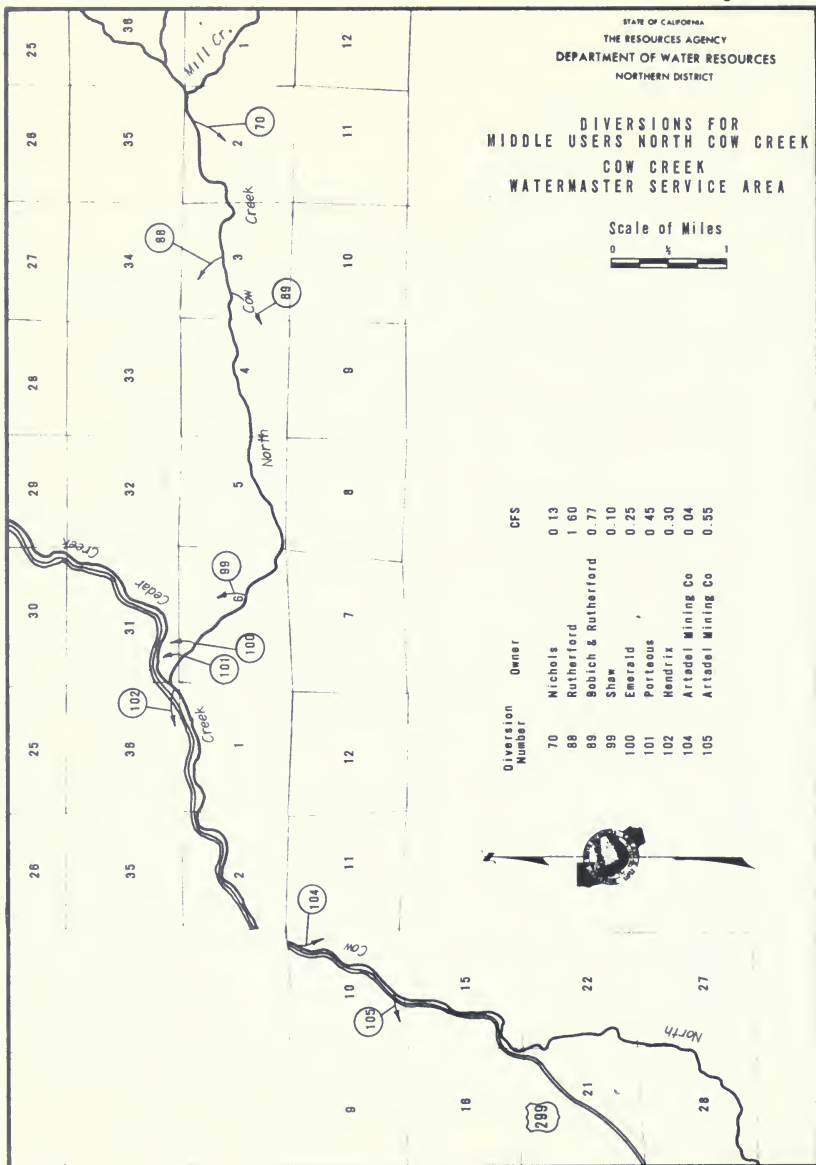 STATE OF CALIFORNIA
THE RESOURCES AGENCY
DEPARTMENT OF WATER RESOURCES
NORTHERN DISTRICT
DIVERSIONS FOR
MIDDLE USERS NORTH COW CREEK
COW CREEK
WATERMASTER SERVICE AREA
Scale of Miles
0 ½ 1
Diversion Number Owner CFS
70 Nichols 0 13
88 Rutherford 1 60
89 Bobich & Rutherford 0.77
99 Shaw 0.10
100 Emerald 0.25
101 Porteous 0 45
102 Hendrix 0.30
104 Artadel Mining Co 0 04
105 Artadel Mining Co 0.55
26 25 30 29 28 27 26 25
35 36 31 32 33 34 35 36
2 1 6 5 4 3 2 1
11 12 7 8 9 10 11 12
9 10
16 15
21 22
28 27
Mill Cr.
North Cow Creek
Cedar Creek
Creek
Cow
North
70
88
89
99
100
101
102
104
105
299